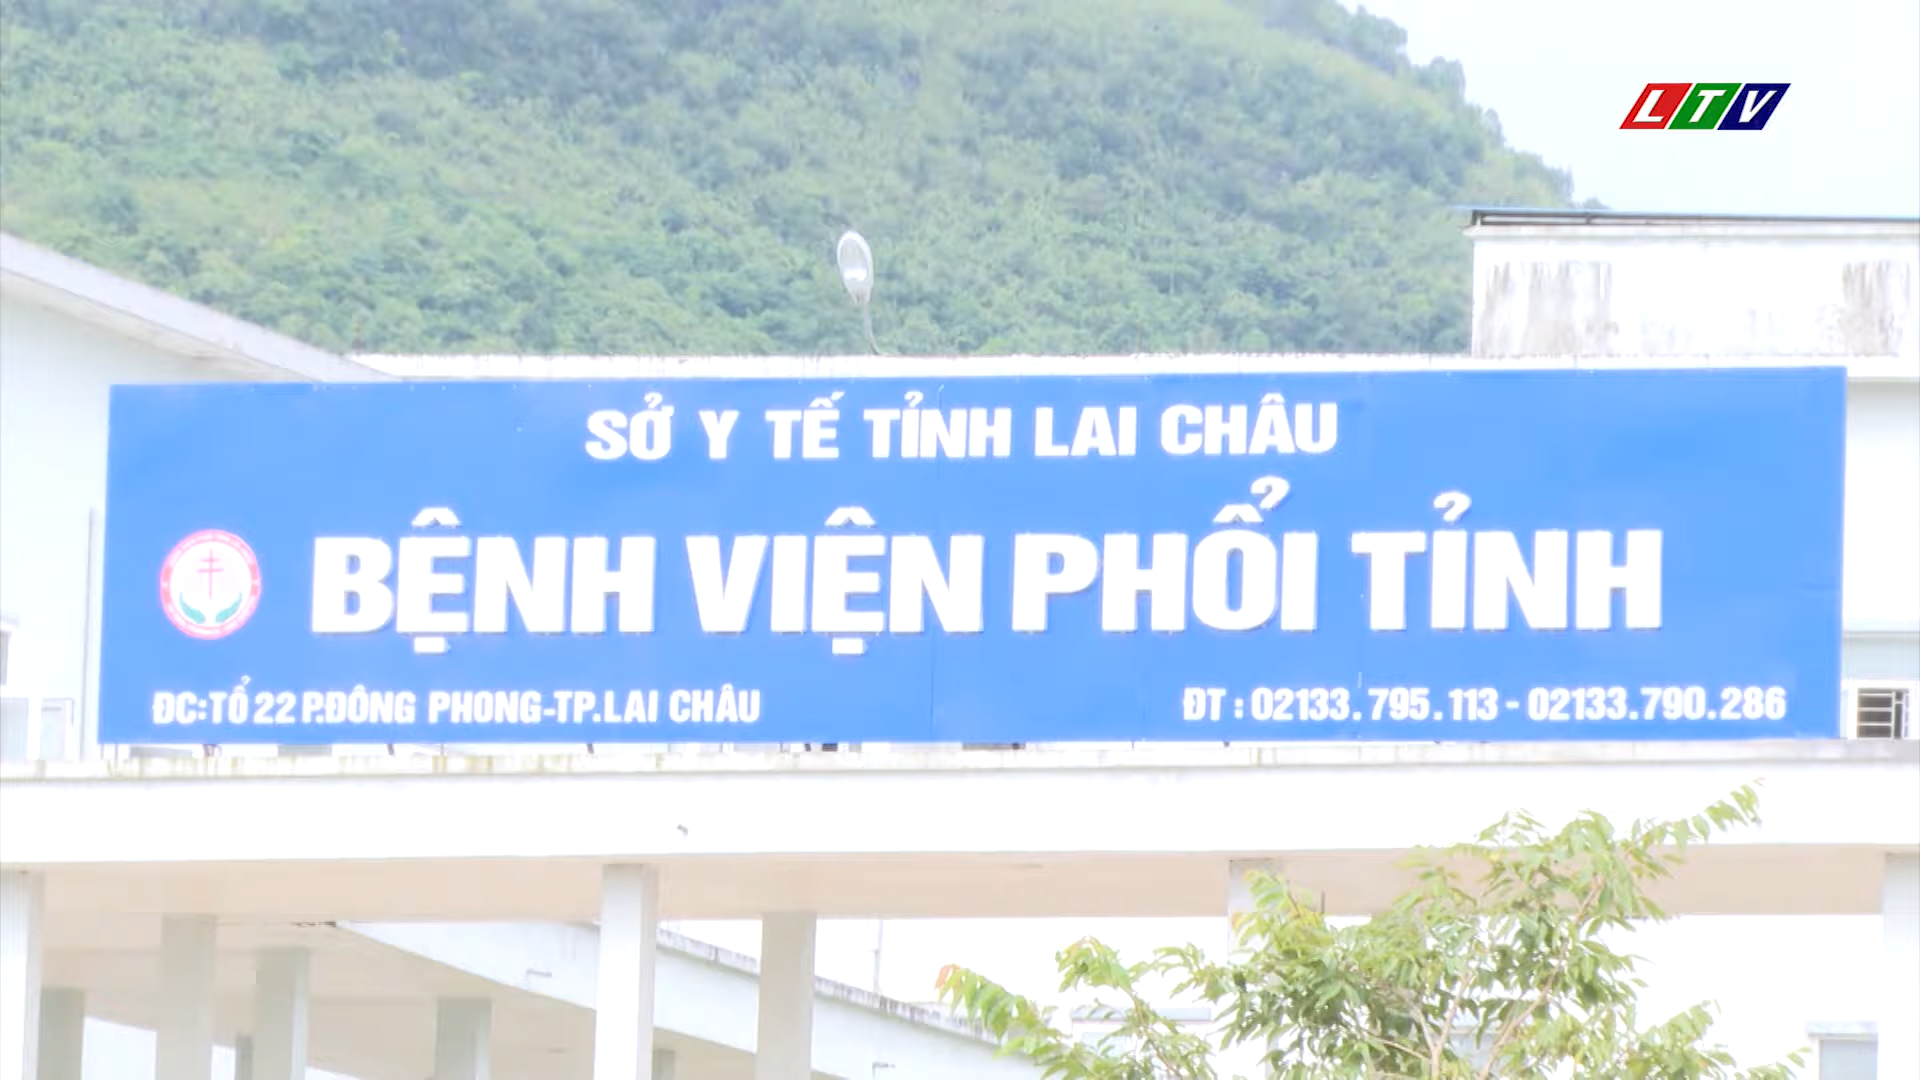 LTV
SỞ Y TẾ TỈNH LAI CHÂU
BỆNH VIỆN PHỔI TỈNH
ĐC:TỔ 22 P.ĐÔNG PHONG-TP.LAI CHÂU
ĐT : 02133.795.113 - 02133.790.286